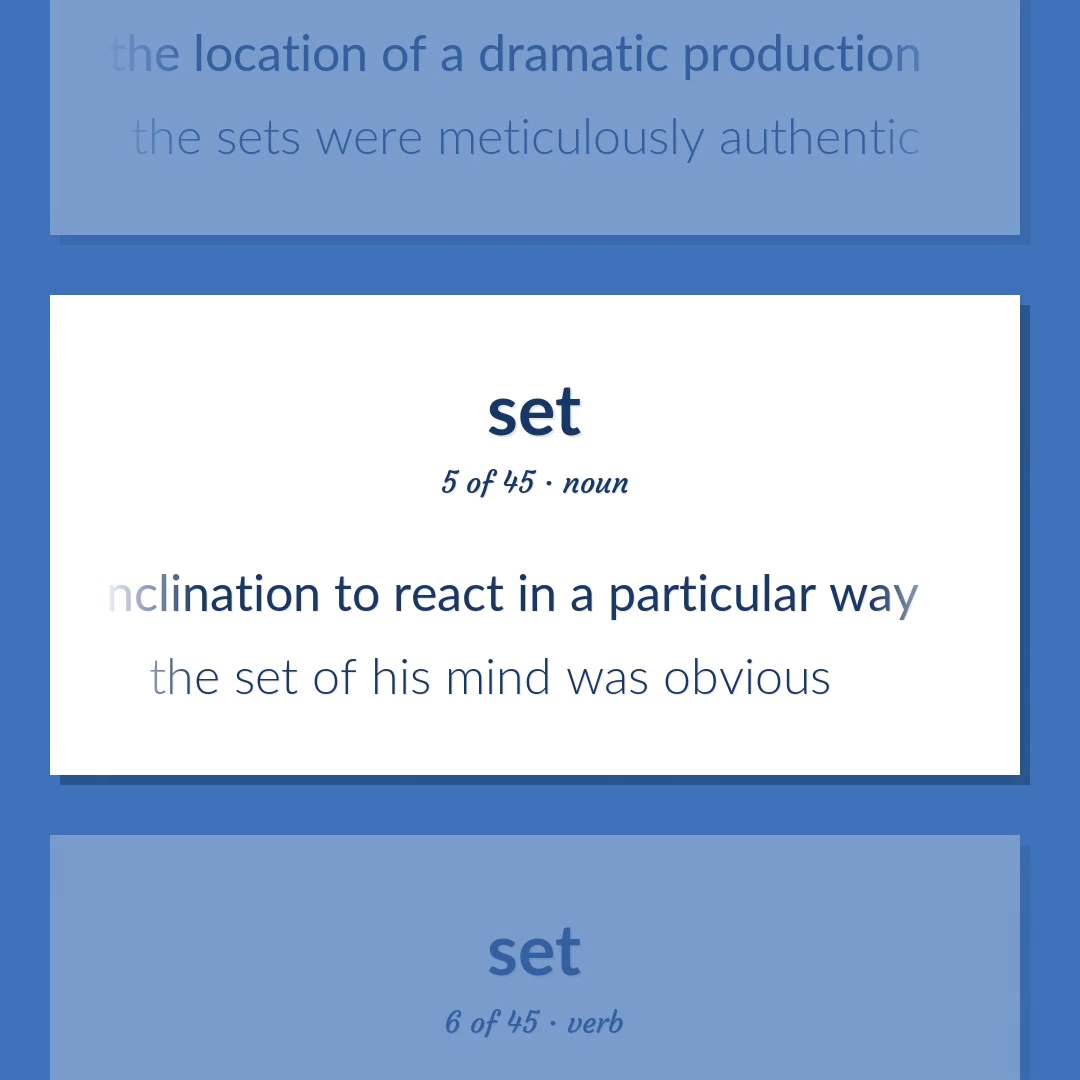 the location of a dramatic production
the sets were meticulously authentic
set
5 of 45 · noun
nclination to react in a particular way
the set of his mind was obvious
set
6 of 45 · verb